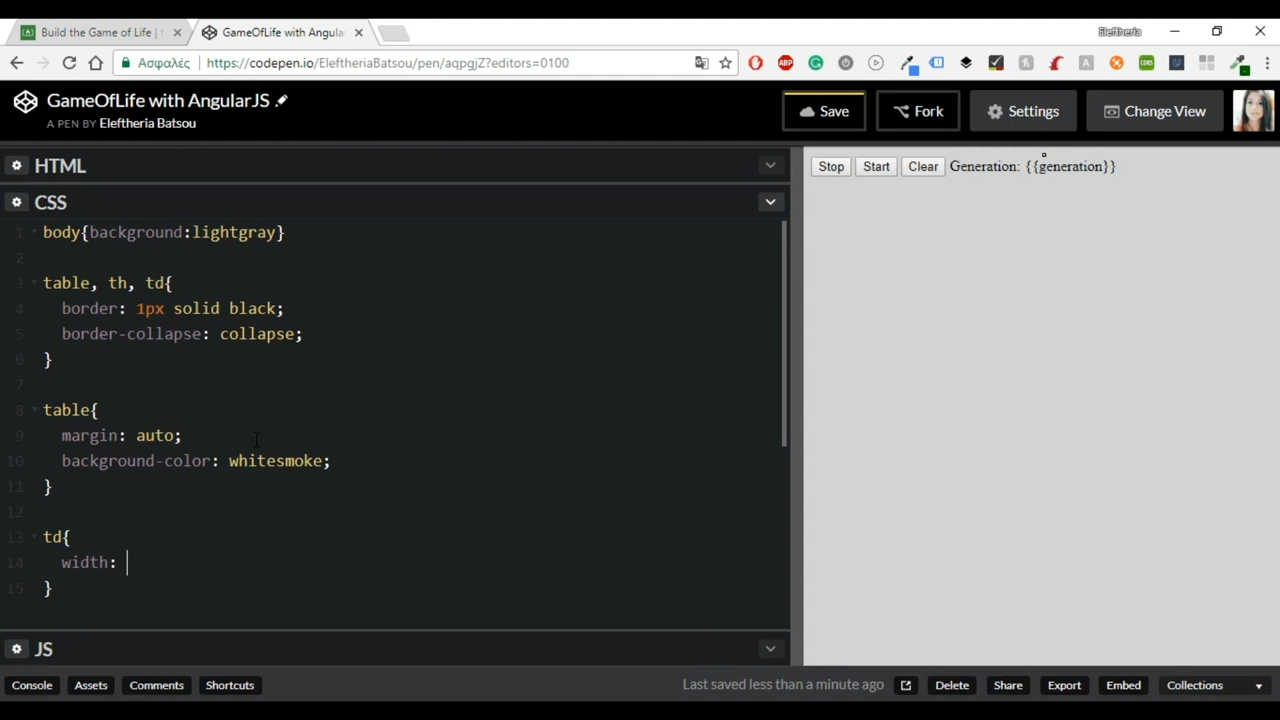 Build the Game of Life | f
GameOfLife with Angula
Eleftheria
Ασφαλές
https://codepen.io/EleftheriaBatsou/pen/aqpgjZ?editors=0100
GameOfLife with AngularJS
A PEN BY Eleftheria Batsou
Save
Fork
Settings
Change View
HTML
CSS
1 body{background:lightgray}
2
3 table, th, td{
4 border: 1px solid black;
5 border-collapse: collapse;
6 }
7
8 table{
9 margin: auto;
10 background-color: whitesmoke;
11 }
12
13 td{
14 width:
15 }
JS
Stop Start Clear Generation: {{generation}}
Console Assets Comments Shortcuts
Last saved less than a minute ago
Delete Share Export Embed Collections